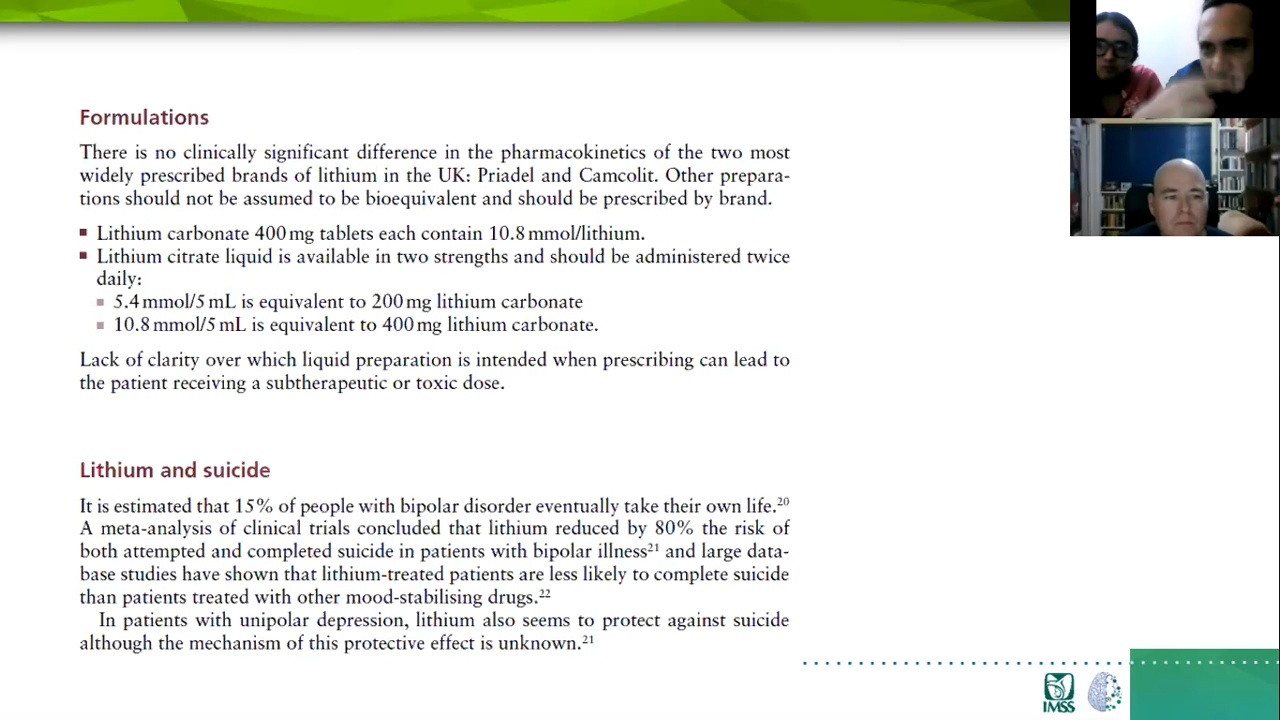 Formulations
There is no clinically significant difference in the pharmacokinetics of the two most
widely prescribed brands of lithium in the UK: Priadel and Camcolit. Other prepara-
tions should not be assumed to be bioequivalent and should be prescribed by brand.
Lithium carbonate 400 mg tablets each contain 10.8 mmol/lithium.
Lithium citrate liquid is available in two strengths and should be administered twice
daily:
5.4 mmol/5 mL is equivalent to 200 mg lithium carbonate
10.8 mmol/5 mL is equivalent to 400 mg lithium carbonate.
Lack of clarity over which liquid preparation is intended when prescribing can lead to
the patient receiving a subtherapeutic or toxic dose.
Lithium and suicide
It is estimated that 15% of people with bipolar disorder eventually take their own life.20
A meta-analysis of clinical trials concluded that lithium reduced by 80% the risk of
both attempted and completed suicide in patients with bipolar illness21 and large data-
base studies have shown that lithium-treated patients are less likely to complete suicide
than patients treated with other mood-stabilising drugs.22
In patients with unipolar depression, lithium also seems to protect against suicide
although the mechanism of this protective effect is unknown.21
IMSS